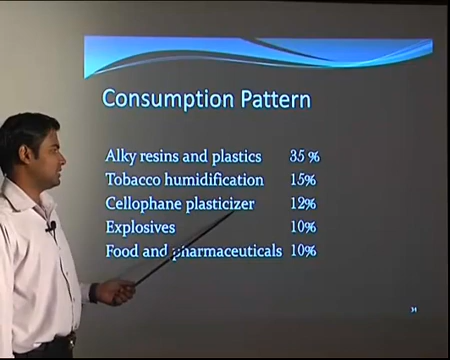 Consumption Pattern
Alky resins and plastics 35 %
Tobacco humidification 15%
Cellophane plasticizer 12%
Explosives 10%
Food and pharmaceuticals 10%
34